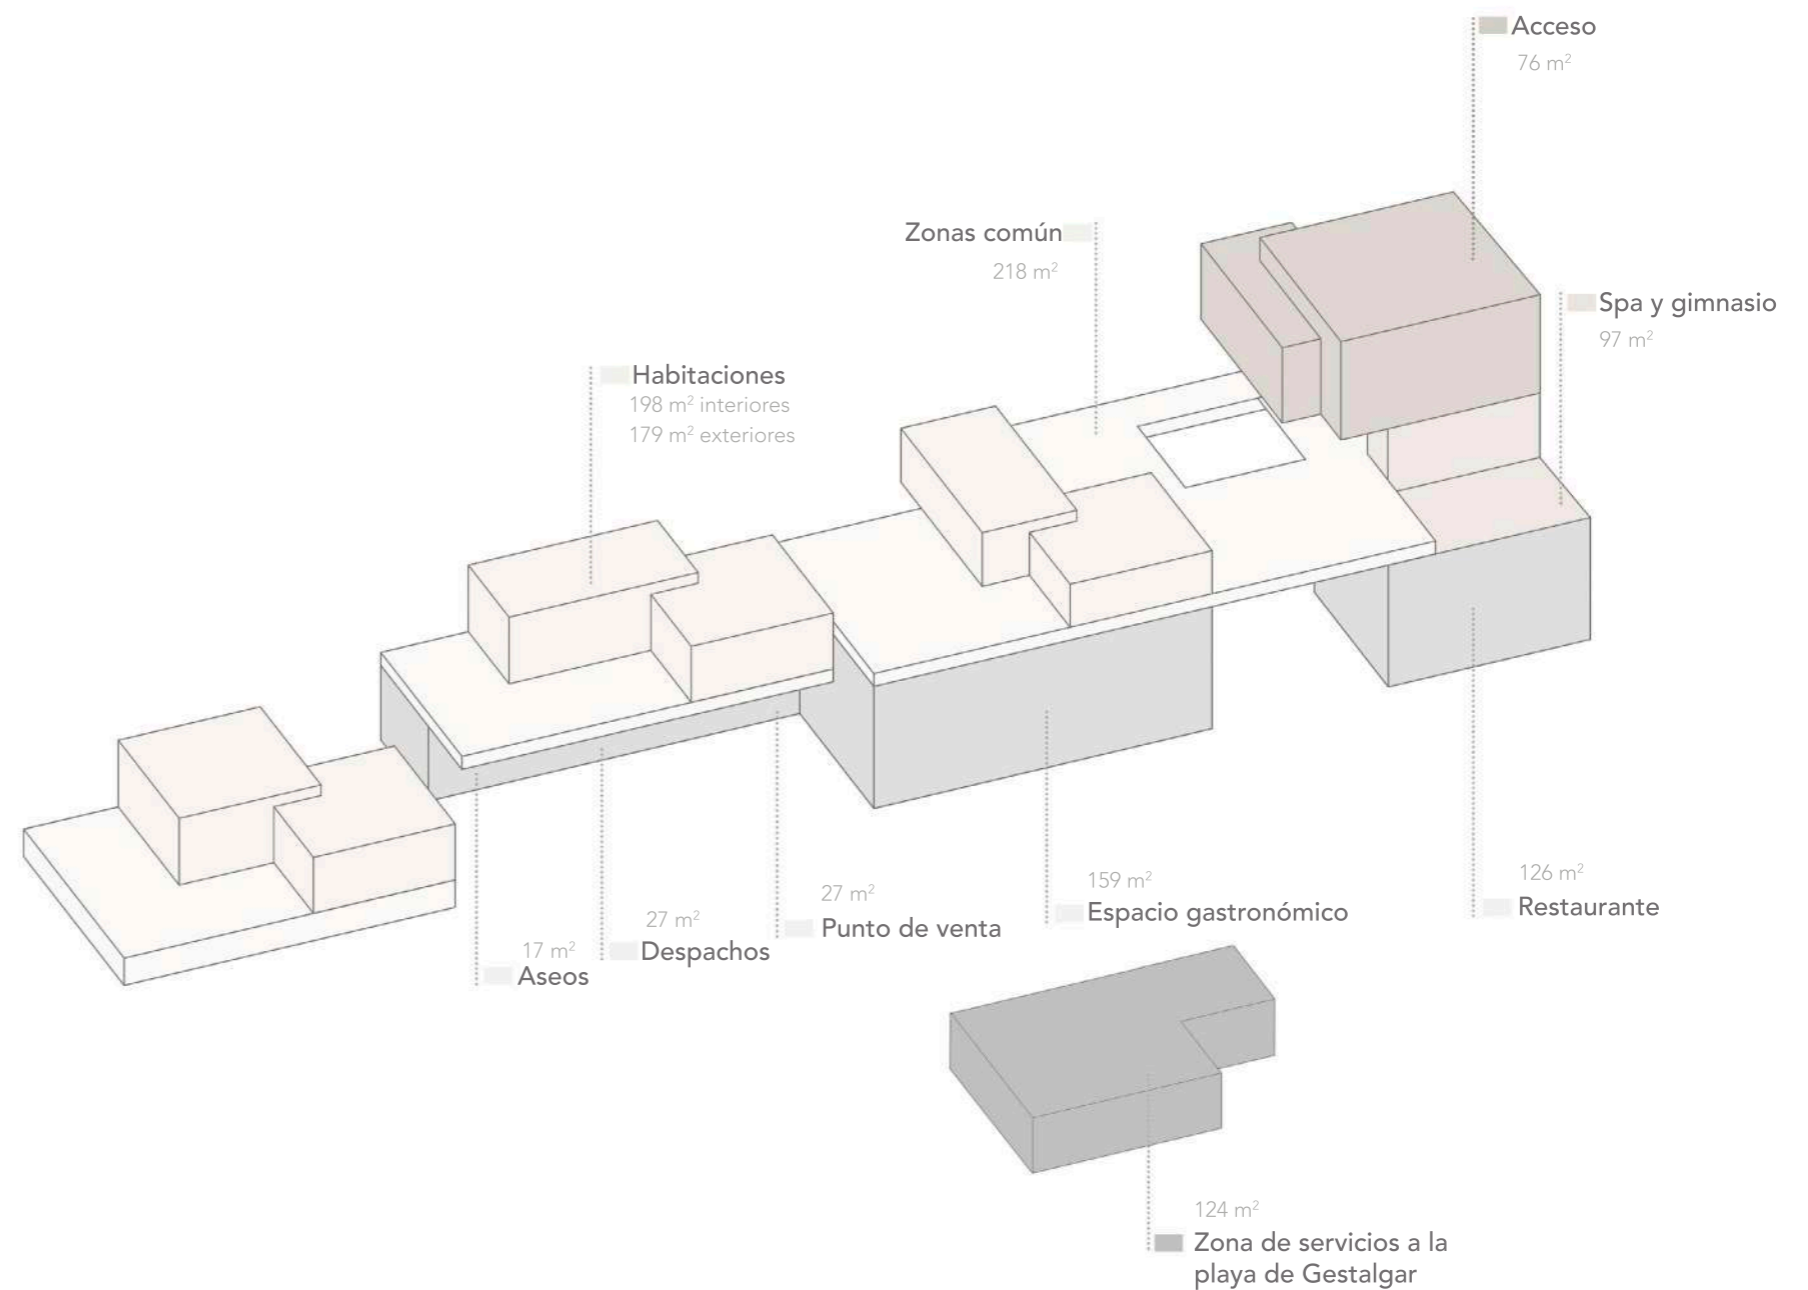 Acceso
76 m²
Zonas común
218 m²
Spa y gimnasio
97 m²
Habitaciones
198 m² interiores
179 m² exteriores
126 m²
Restaurante
159 m²
Espacio gastronómico
27 m²
Punto de venta
27 m²
Despachos
17 m²
Aseos
124 m²
Zona de servicios a la
playa de Gestalgar